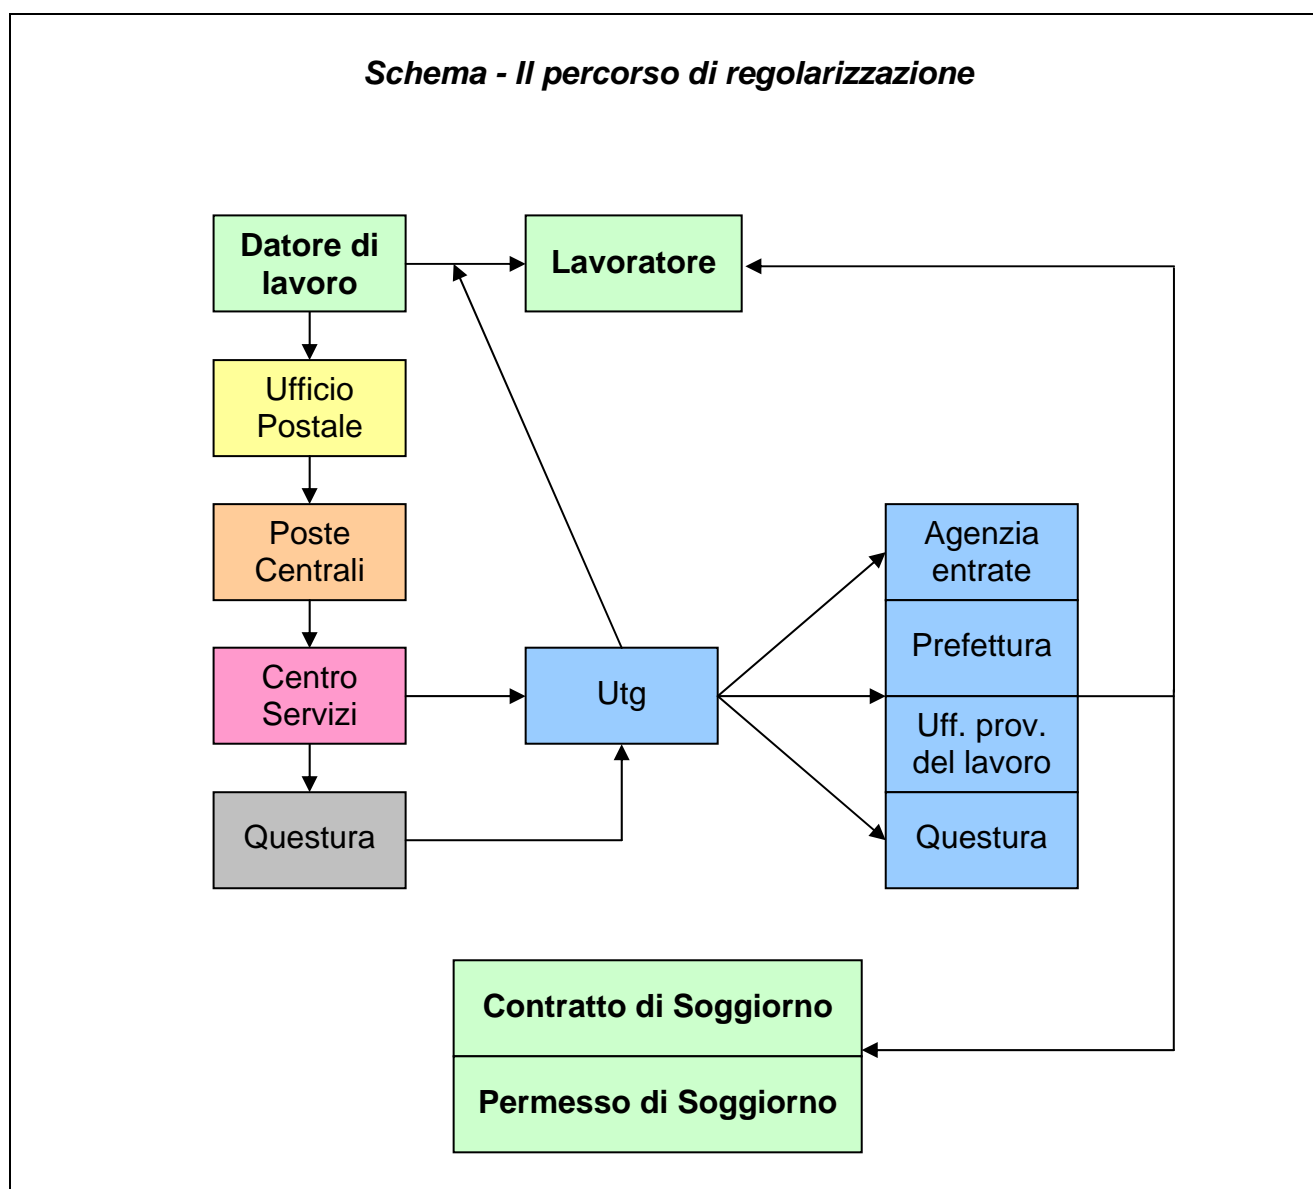 Schema - Il percorso di regolarizzazione
Datore di
lavoro
Lavoratore
Ufficio
Postale
Poste
Centrali
Agenzia
entrate
Prefettura
Centro
Servizi
Utg
Uff. prov.
del lavoro
Questura
Questura
Contratto di Soggiorno
Permesso di Soggiorno